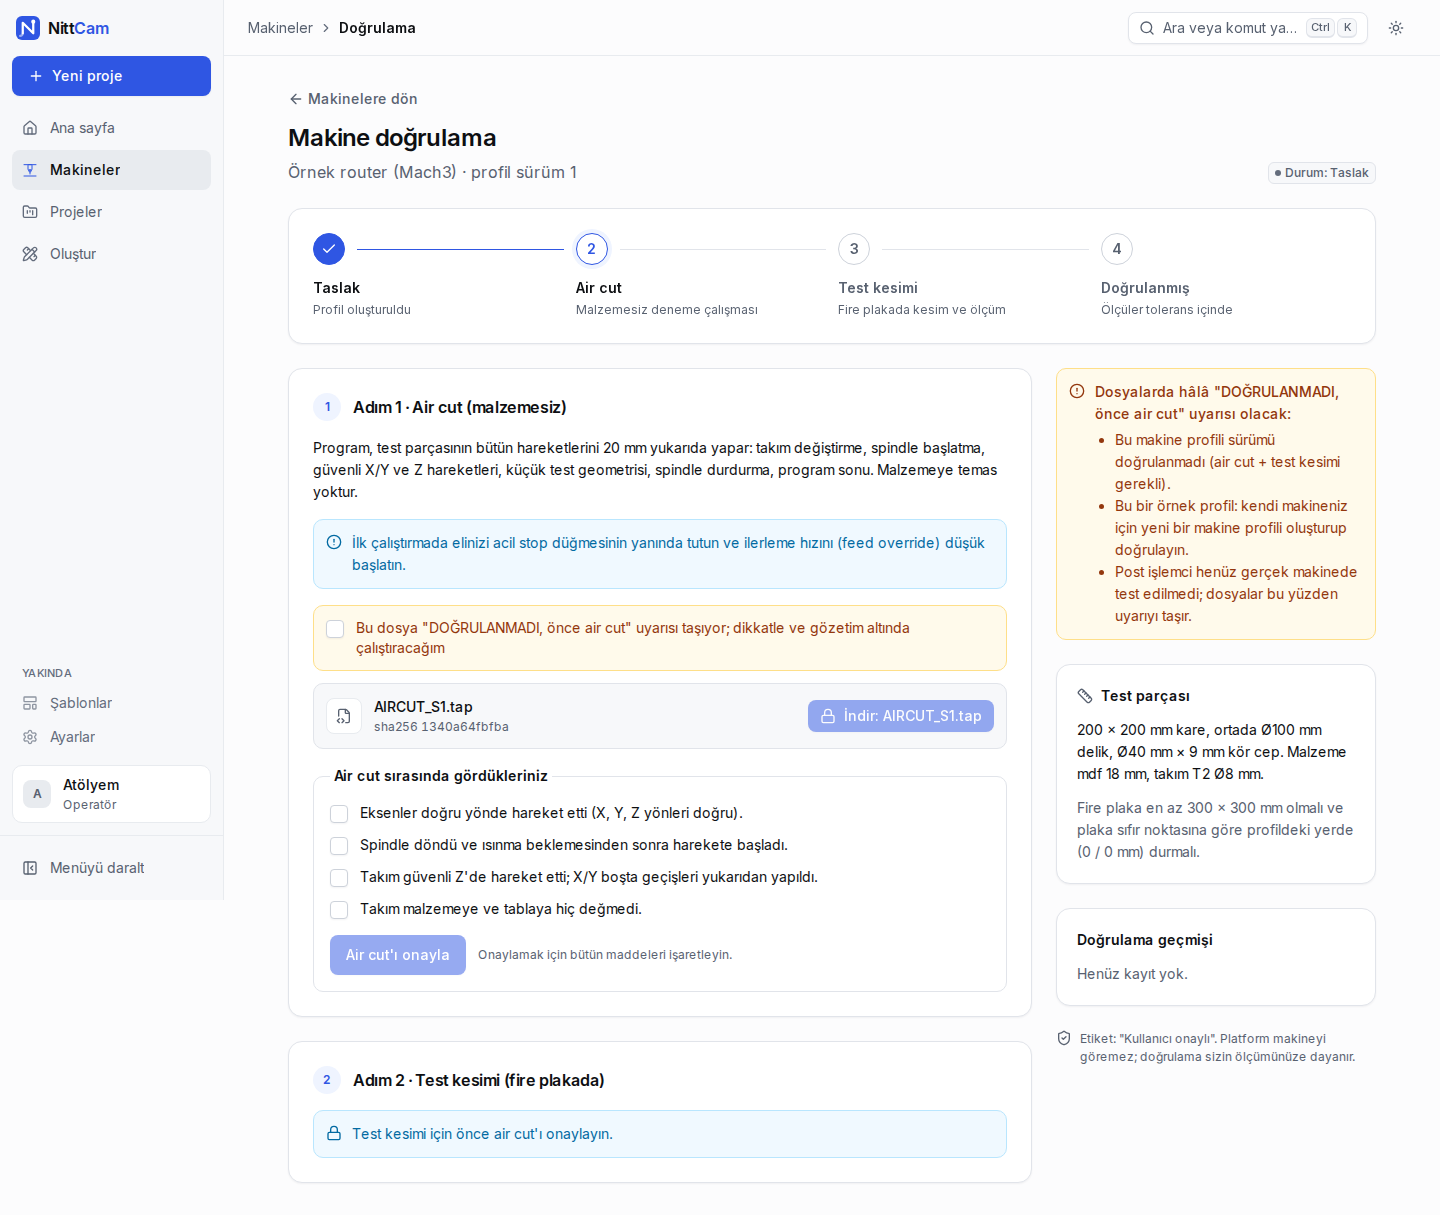 NittCam
Yeni proje
Ana sayfa
Makineler
Projeler
Oluştur
YAKINDA
Şablonlar
Ayarlar
A
Atölyem
Operatör
Menüyü daralt
Makineler > Doğrulama
Ara veya komut ya… Ctrl K
Makinelere dön
Makine doğrulama
Örnek router (Mach3) · profil sürüm 1
Durum: Taslak
Taslak
Profil oluşturuldu
2
Air cut
Malzemesiz deneme çalışması
3
Test kesimi
Fire plakada kesim ve ölçüm
4
Doğrulanmış
Ölçüler tolerans içinde
1 Adım 1 · Air cut (malzemesiz)
Program, test parçasının bütün hareketlerini 20 mm yukarıda yapar: takım değiştirme, spindle başlatma,
güvenli X/Y ve Z hareketleri, küçük test geometrisi, spindle durdurma, program sonu. Malzemeye temas
yoktur.
İlk çalıştırmada elinizi acil stop düğmesinin yanında tutun ve ilerleme hızını (feed override) düşük
başlatın.
Bu dosya "DOĞRULANMADI, önce air cut" uyarısı taşıyor; dikkatle ve gözetim altında
çalıştıracağım
AIRCUT_S1.tap
sha256 1340a64fbfba
İndir: AIRCUT_S1.tap
Air cut sırasında gördükleriniz
Eksenler doğru yönde hareket etti (X, Y, Z yönleri doğru).
Spindle döndü ve ısınma beklemesinden sonra harekete başladı.
Takım güvenli Z'de hareket etti; X/Y boşta geçişleri yukarıdan yapıldı.
Takım malzemeye ve tablaya hiç değmedi.
Air cut'ı onayla
Onaylamak için bütün maddeleri işaretleyin.
2 Adım 2 · Test kesimi (fire plakada)
Test kesimi için önce air cut'ı onaylayın.
Dosyalarda hâlâ "DOĞRULANMADI,
önce air cut" uyarısı olacak:
• Bu makine profili sürümü
doğrulanmadı (air cut + test kesimi
gerekli).
• Bu bir örnek profil: kendi makineniz
için yeni bir makine profili oluşturup
doğrulayın.
• Post işlemci henüz gerçek makinede
test edilmedi; dosyalar bu yüzden
uyarıyı taşır.
Test parçası
200 × 200 mm kare, ortada Ø100 mm
delik, Ø40 mm × 9 mm kör cep. Malzeme
mdf 18 mm, takım T2 Ø8 mm.
Fire plaka en az 300 × 300 mm olmalı ve
plaka sıfır noktasına göre profildeki yerde
(0 / 0 mm) durmalı.
Doğrulama geçmişi
Henüz kayıt yok.
Etiket: "Kullanıcı onaylı". Platform makineyi
göremez; doğrulama sizin ölçümünüze dayanır.